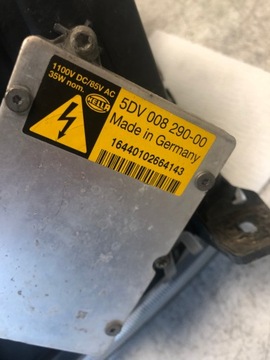 1100V DC/85V AC
35W nom.
HELLA
5DV 008 290-00
Made in Germany
16440102664143